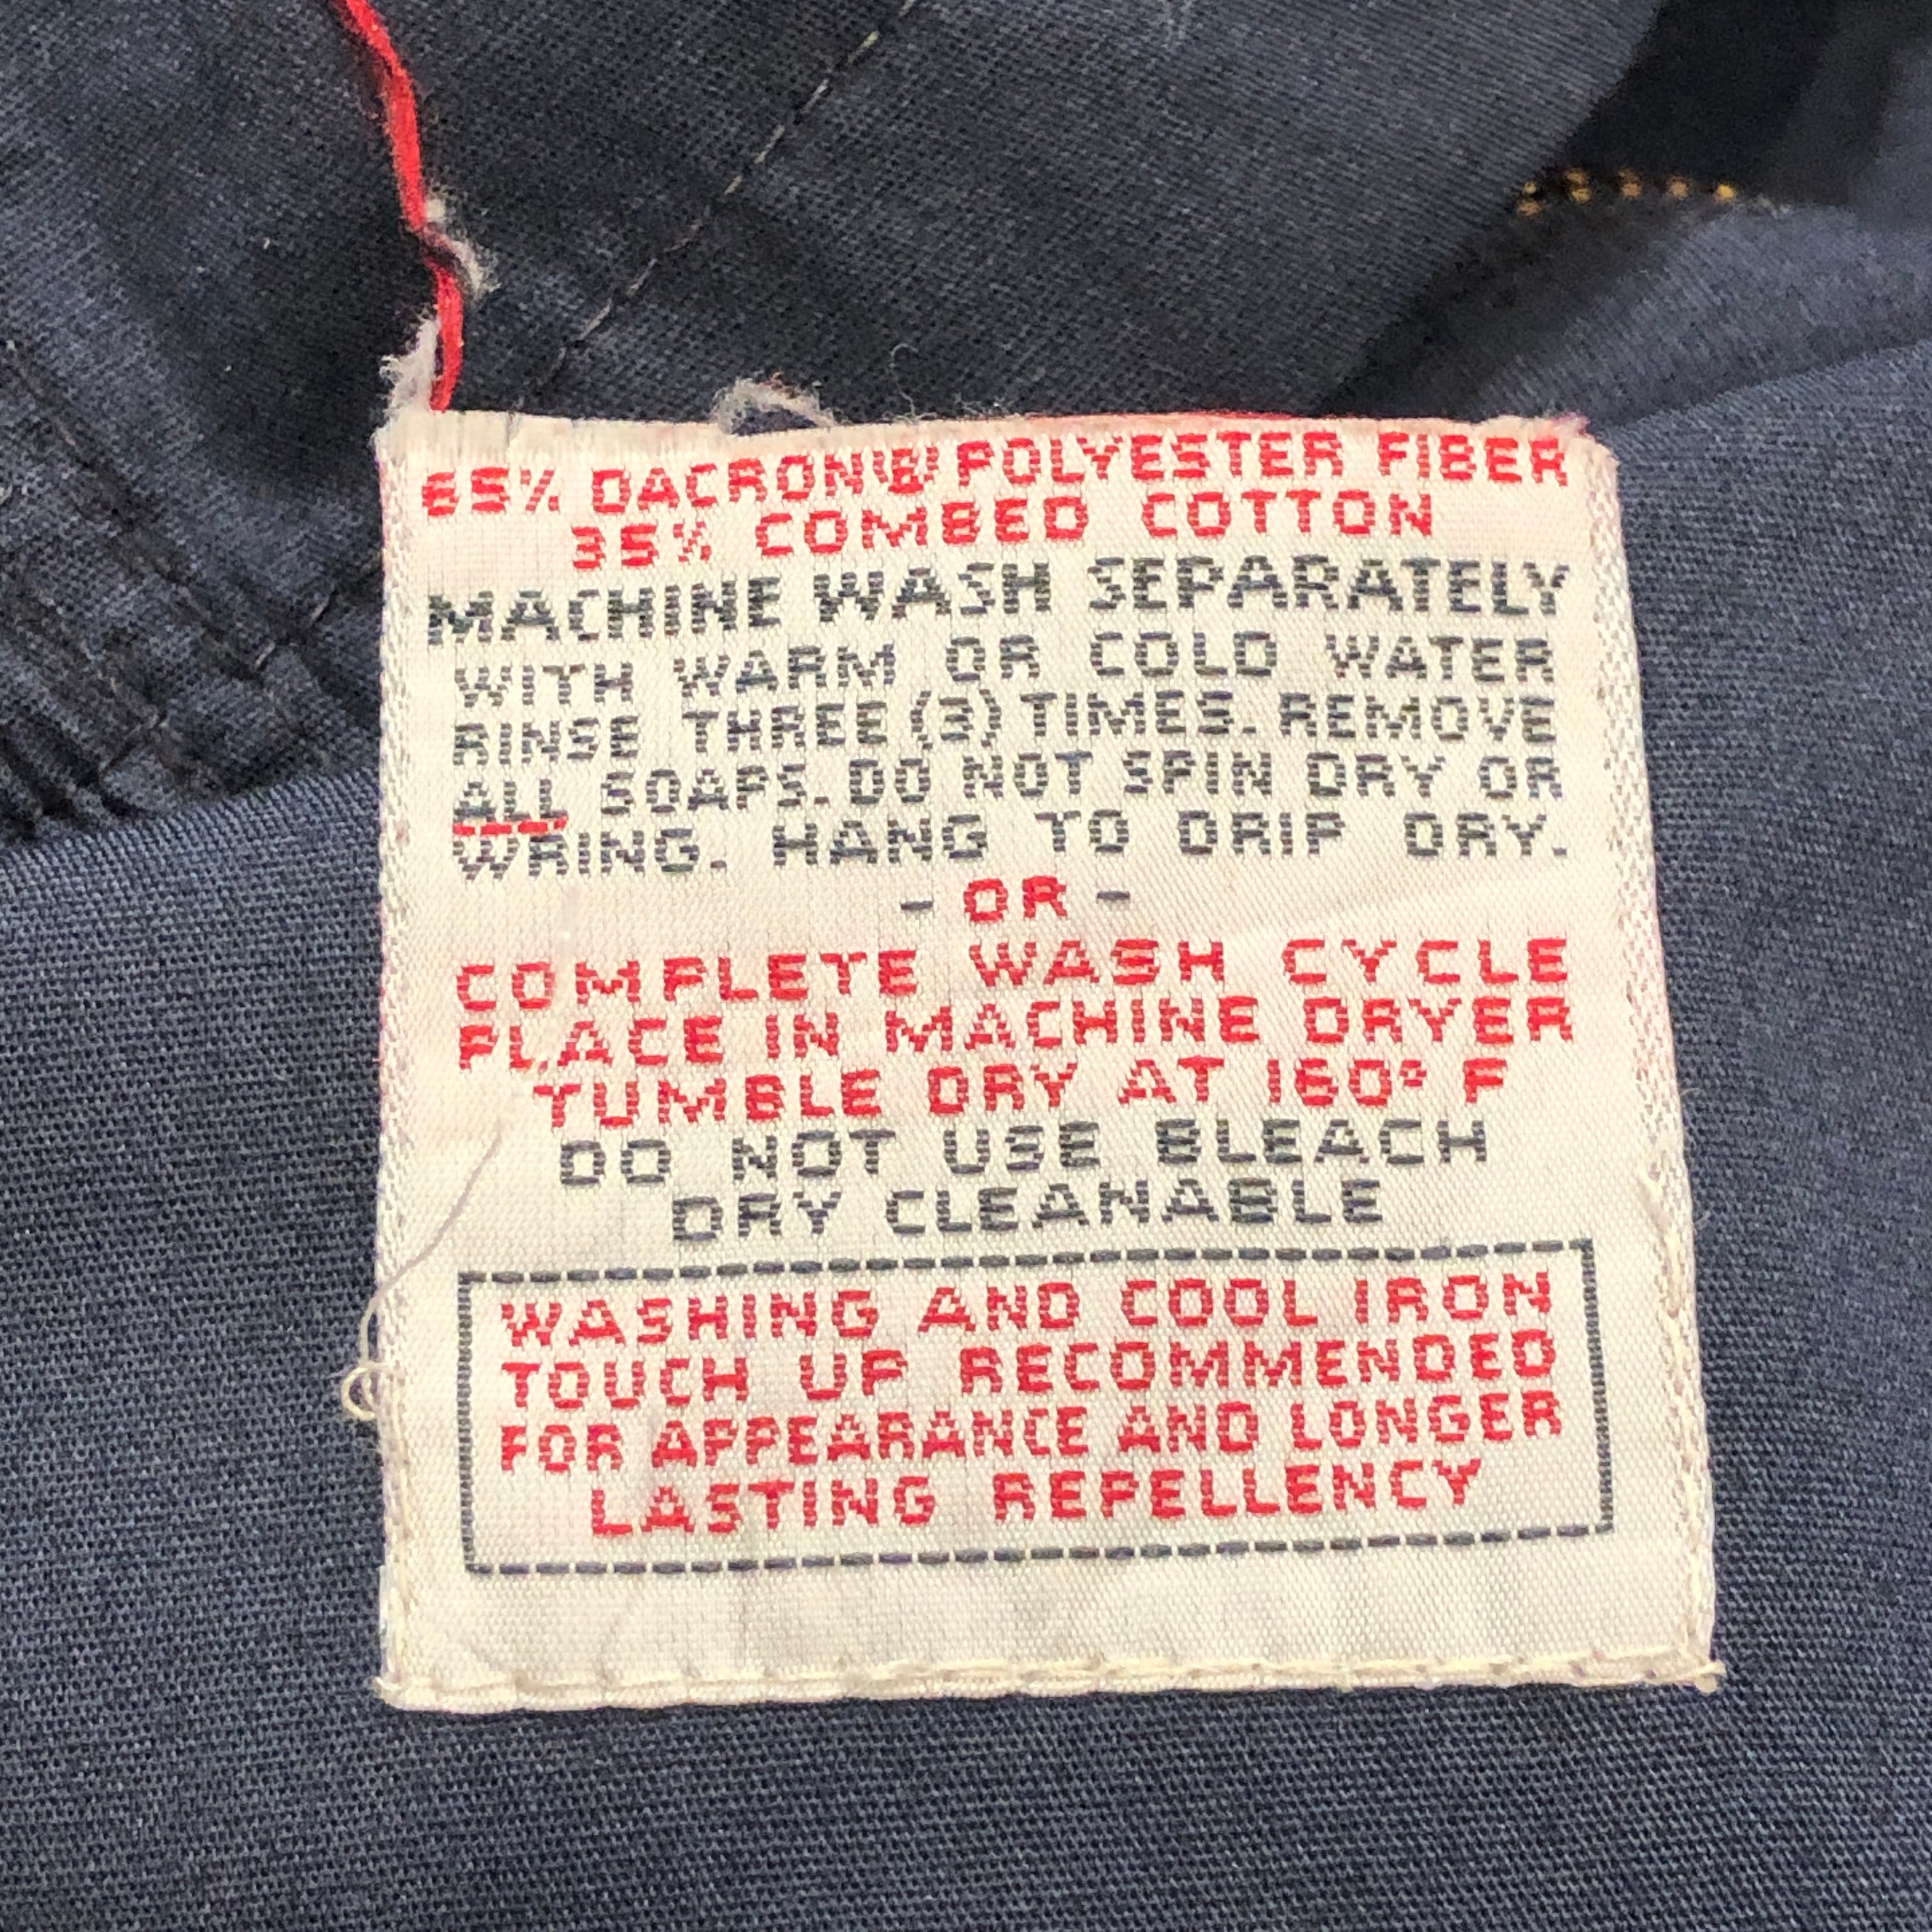 65% DACRON® POLYESTER FIBER
35% COMBED COTTON
MACHINE WASH SEPARATELY
WITH WARM OR COLD WATER
RINSE THREE (3) TIMES. REMOVE
ALL SOAPS. DO NOT SPIN DRY OR
WRING. HANG TO DRIP DRY.
- OR -
COMPLETE WASH CYCLE
PLACE IN MACHINE DRYER
TUMBLE DRY AT 160° F
DO NOT USE BLEACH
DRY CLEANABLE
WASHING AND COOL IRON
TOUCH UP RECOMMENDED
FOR APPEARANCE AND LONGER
LASTING REPELLENCY